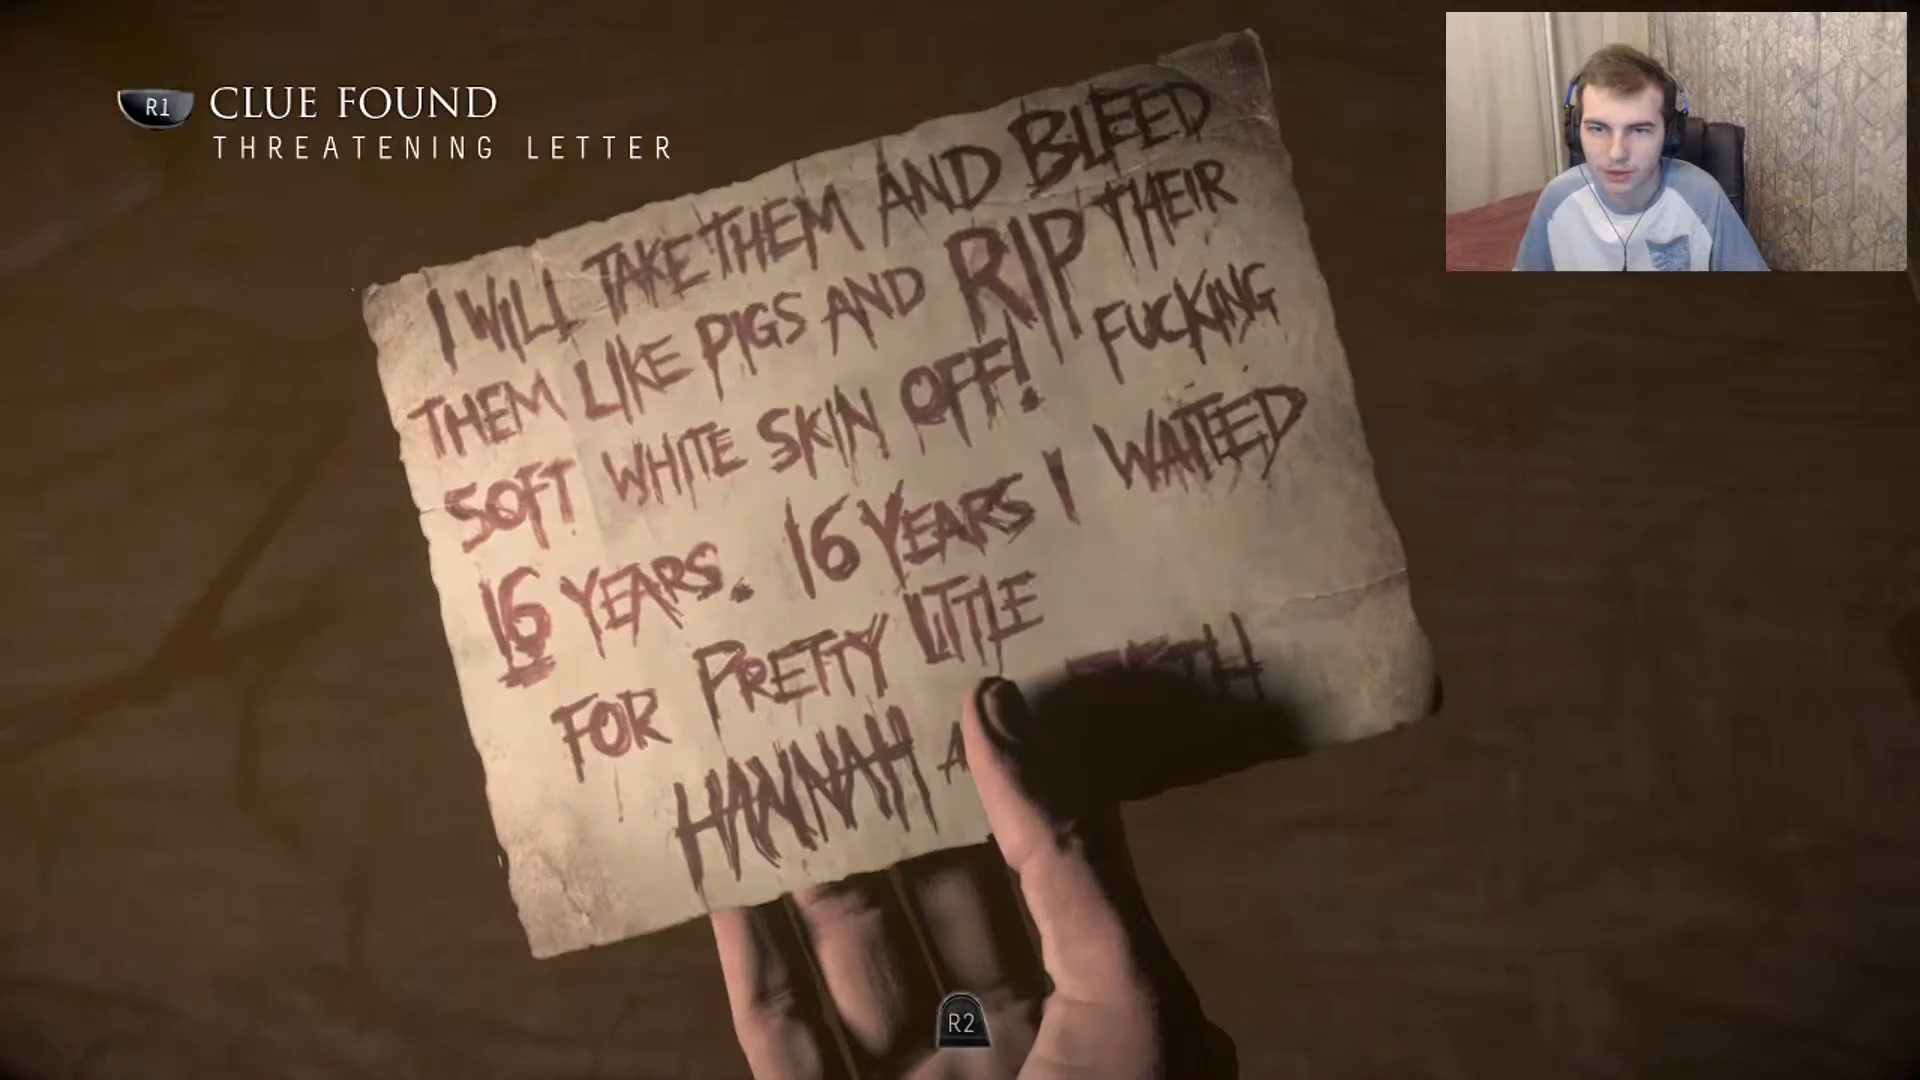 R1 CLUE FOUND
THREATENING LETTER
I WILL TAKE THEM AND BLEED
THEM LIKE PIGS AND RIP THEIR
SOFT WHITE SKIN OFF! FUCKING
16 YEARS. 16 YEARS I WAITED
FOR PRETTY LITTLE
HANNAH
R2